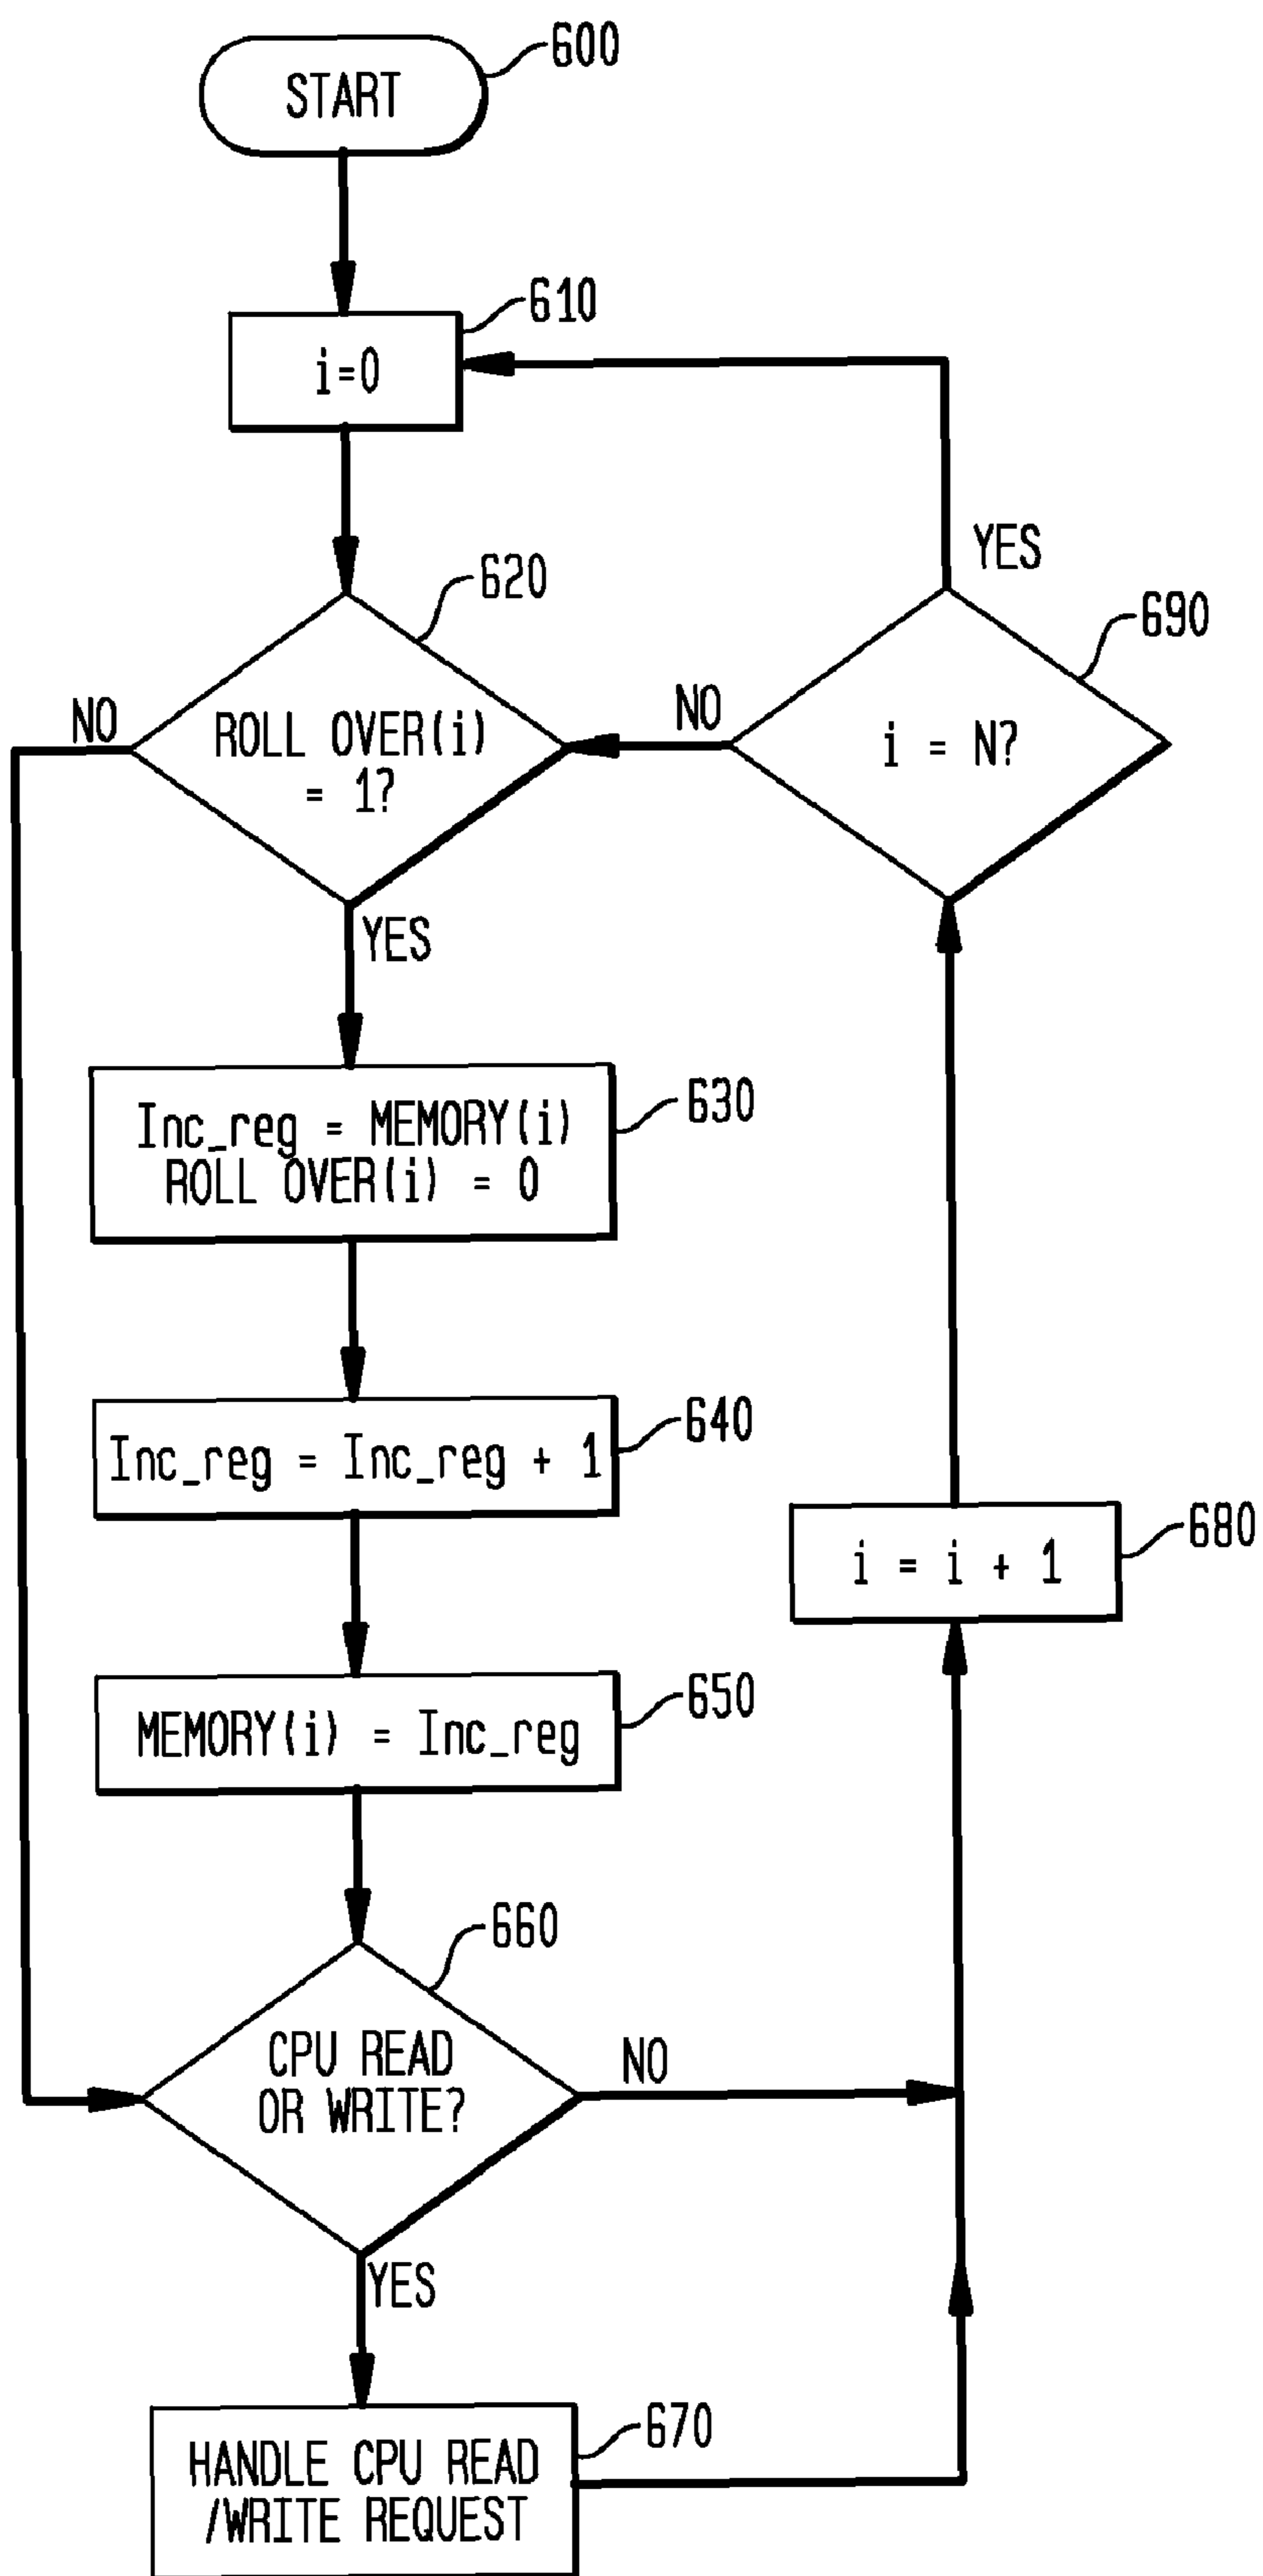 START
600
i=0
610
ROLL OVER(i)
= 1?
620
NO
YES
i = N?
690
NO
YES
Inc_reg = MEMORY(i)
ROLL OVER(i) = 0
630
Inc_reg = Inc_reg + 1
640
MEMORY(i) = Inc_reg
650
CPU READ
OR WRITE?
660
NO
YES
HANDLE CPU READ
/WRITE REQUEST
670
i = i + 1
680